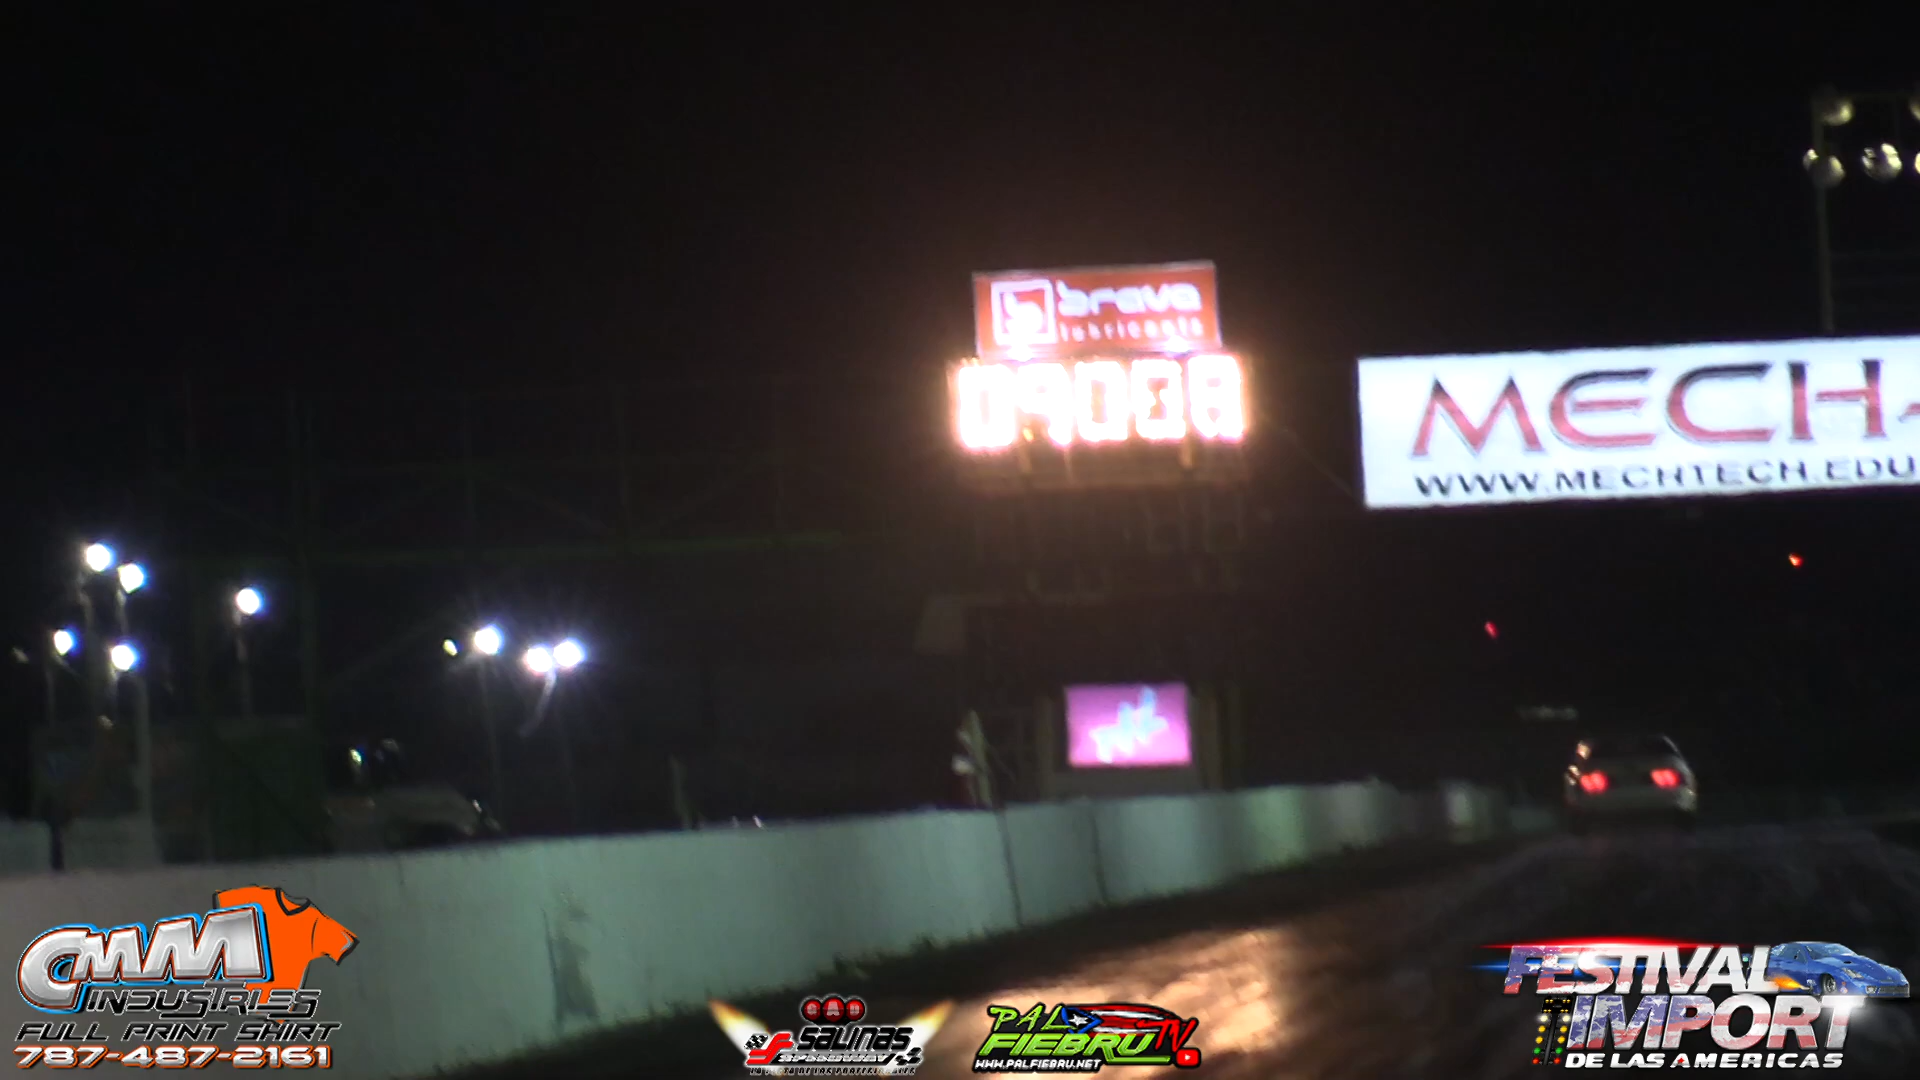 brava
lubricants
MECH-
WWW.MECHTECH.EDU
CMM
INDUSTRIES
FULL PRINT SHIRT
787-487-2161
SALINAS
SPEEDWAY
PAL
FIEBRU TV
WWW.PALFIEBRU.NET
FESTIVAL
IMPORT
DE LAS AMERICAS